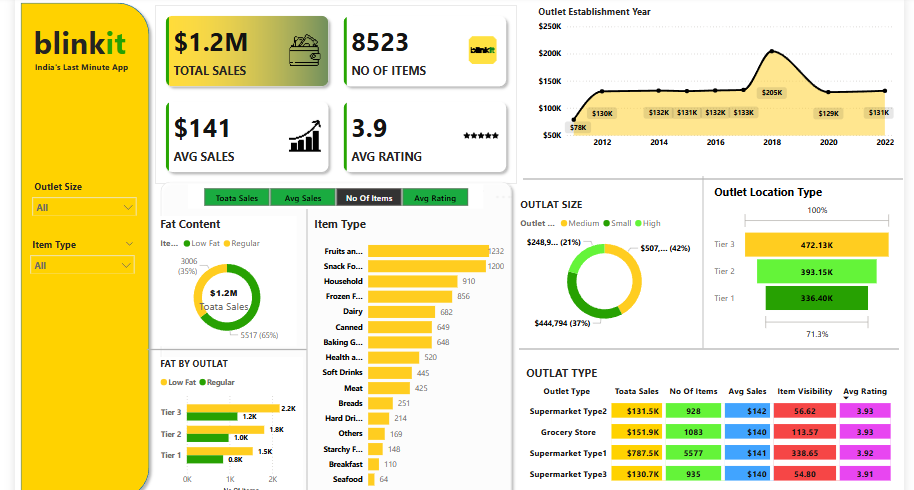 blinkit
India's Last Minute App
Outlet Size
All
Item Type
All
$1.2M
TOTAL SALES
8523
NO OF ITEMS
blinkit
$141
AVG SALES
3.9
AVG RATING
Outlet Establishment Year
$250K
$200K
$150K
$100K
$50K
$78K
$130K
$132K
$131K
$132K
$133K
$205K
$129K
$131K
2012
2014
2016
2018
2020
2022
Toata Sales
Avg Sales
No Of Items
Avg Rating
Fat Content
Ite... Low Fat Regular
3006
(35%)
$1.2M
Toata Sales
5517 (65%)
FAT BY OUTLAT
Low Fat Regular
Tier 3 2.2K
1.2K
Tier 2 1.8K
1.0K
Tier 1 1.5K
0.8K
0K 1K 2K
No Of Items
Item Type
Fruits an... 1232
Snack Fo... 1200
Household 910
Frozen F... 856
Dairy 682
Canned 649
Baking G... 648
Health a... 520
Soft Drinks 445
Meat 425
Breads 251
Hard Dri... 214
Others 169
Starchy F... 148
Breakfast 110
Seafood 64
OUTLAT SIZE
Outlet ... Medium Small High
$248,9... (21%)
$507,... (42%)
$444,794 (37%)
Outlet Location Type
100%
Tier 3 472.13K
Tier 2 393.15K
Tier 1 336.40K
71.3%
OUTLAT TYPE
Outlet Type Toata Sales No Of Items Avg Sales Item Visibility Avg Rating
Supermarket Type2 $131.5K 928 $142 56.62 3.93
Grocery Store $151.9K 1083 $140 113.57 3.93
Supermarket Type1 $787.5K 5577 $141 338.65 3.92
Supermarket Type3 $130.7K 935 $140 54.80 3.91